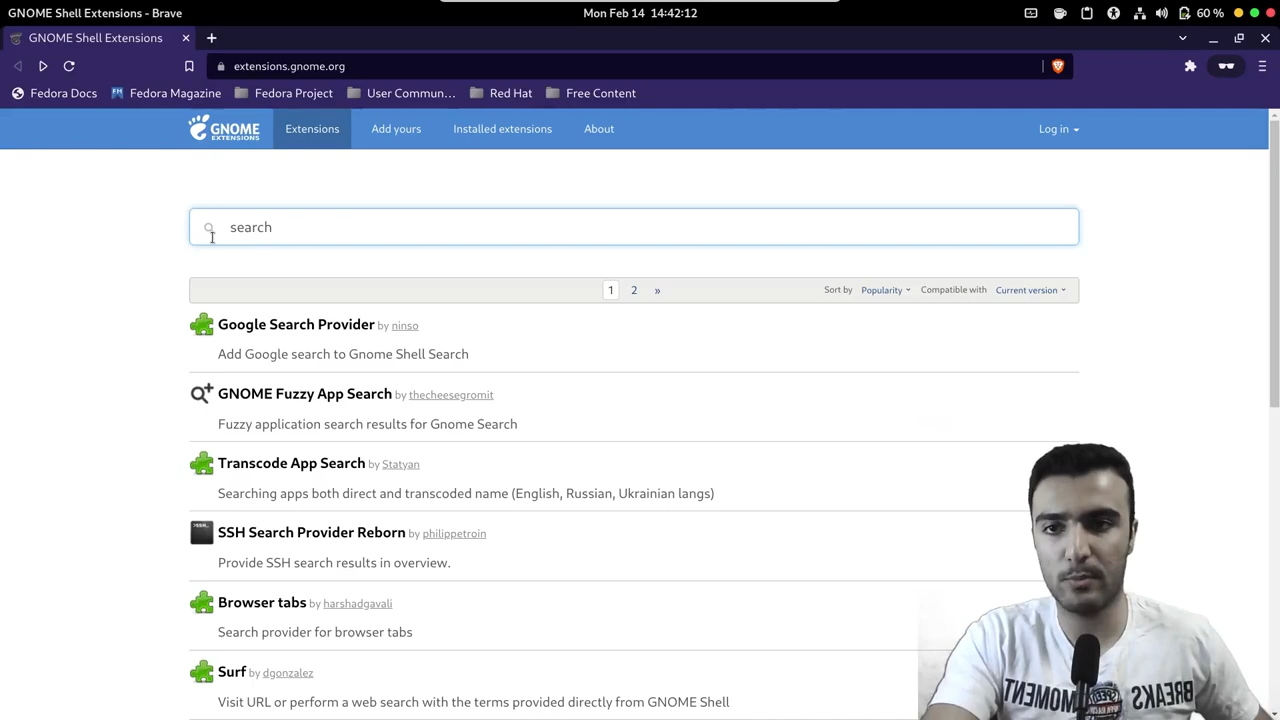 GNOME Shell Extensions - Brave
Mon Feb 14 14:42:12
60 %
GNOME Shell Extensions
extensions.gnome.org
Fedora Docs
Fedora Magazine
Fedora Project
User Commun...
Red Hat
Free Content
GNOME EXTENSIONS
Extensions
Add yours
Installed extensions
About
Log in
search
1 2 »
Sort by Popularity Compatible with Current version
Google Search Provider by ninso
Add Google search to Gnome Shell Search
GNOME Fuzzy App Search by thecheesegromit
Fuzzy application search results for Gnome Search
Transcode App Search by Statyan
Searching apps both direct and transcoded name (English, Russian, Ukrainian langs)
SSH Search Provider Reborn by philippetroin
Provide SSH search results in overview.
Browser tabs by harshadgavali
Search provider for browser tabs
Surf by dgonzalez
Visit URL or perform a web search with the terms provided directly from GNOME Shell
MOMENT
BREAKS